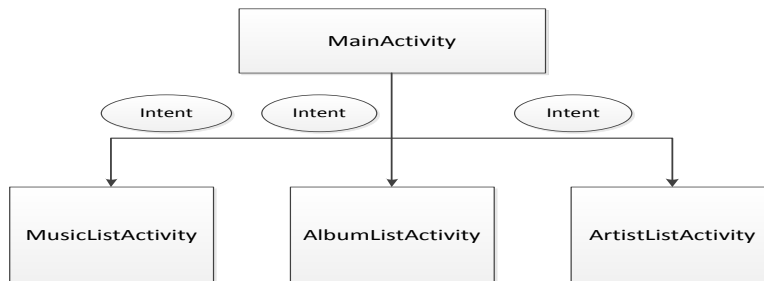 MainActivity
Intent
Intent
Intent
MusicListActivity
AlbumListActivity
ArtistListActivity